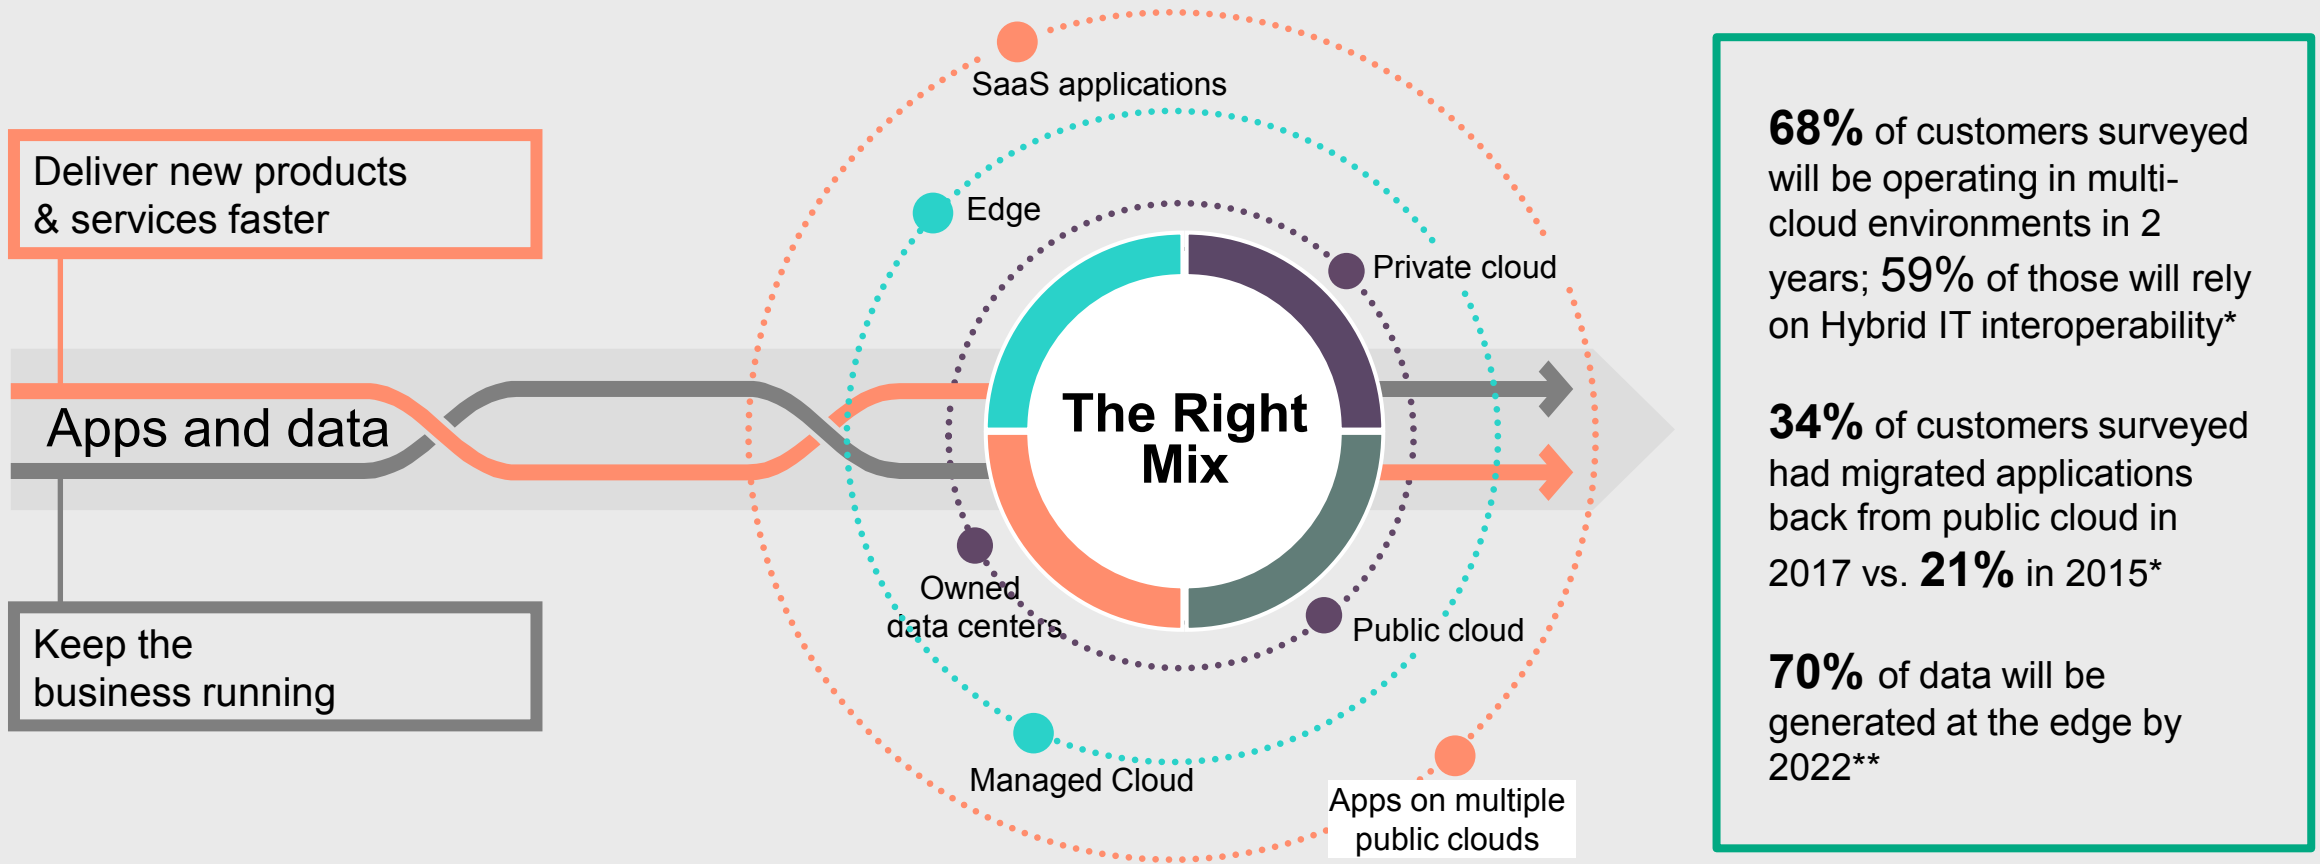 Deliver new products
& services faster
Apps and data
Keep the
business running
SaaS applications
Edge
Private cloud
The Right
Mix
Owned
data centers
Public cloud
Managed Cloud
Apps on multiple
public clouds
68% of customers surveyed
will be operating in multi-
cloud environments in 2
years; 59% of those will rely
on Hybrid IT interoperability*
34% of customers surveyed
had migrated applications
back from public cloud in
2017 vs. 21% in 2015*
70% of data will be
generated at the edge by
2022**